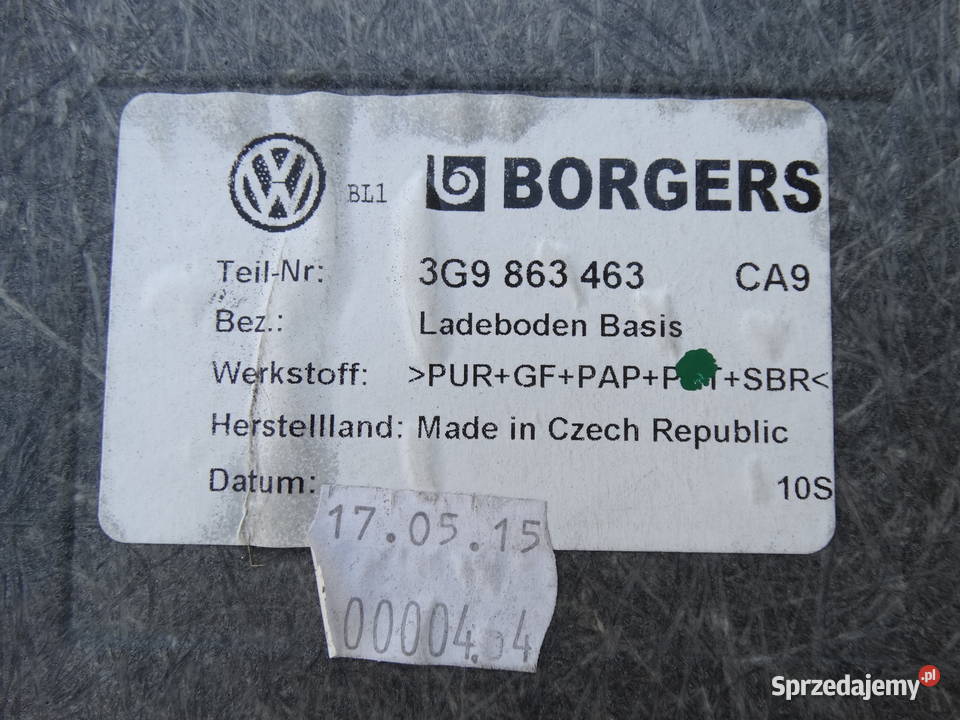 BL1 BORGERS
Teil-Nr: 3G9 863 463 CA9
Bez.: Ladeboden Basis
Werkstoff: >PUR+GF+PAP+ +SBR<
Herstellland: Made in Czech Republic
Datum: 10S
17.05.15
Sprzedajemy.pl